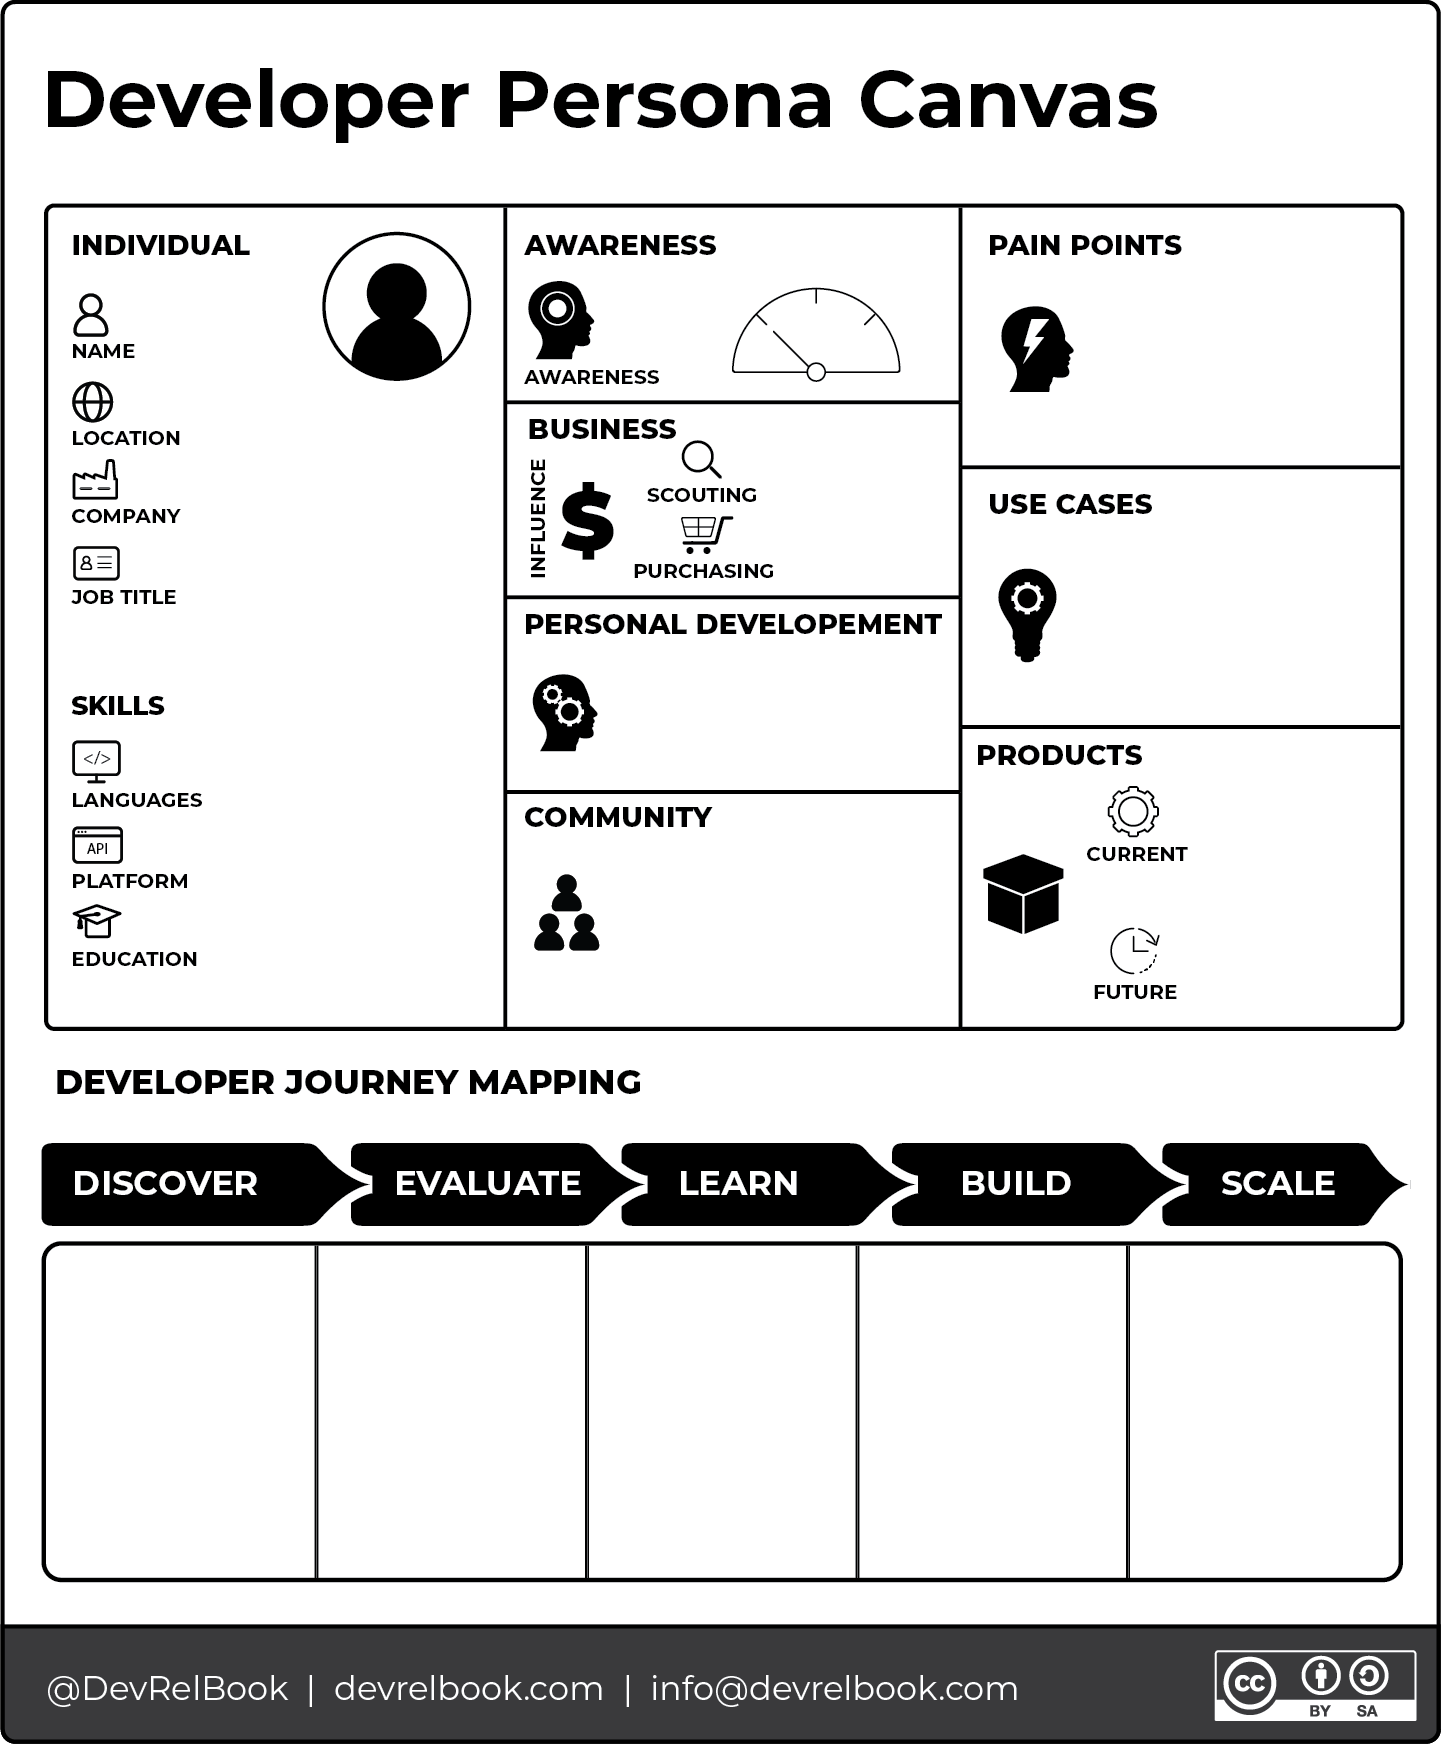 Developer Persona Canvas
INDIVIDUAL
NAME
LOCATION
COMPANY
JOB TITLE
SKILLS
</>
LANGUAGES
API
PLATFORM
EDUCATION
AWARENESS
AWARENESS
BUSINESS
INFLUENCE
$
SCOUTING
PURCHASING
PERSONAL DEVELOPEMENT
COMMUNITY
PAIN POINTS
USE CASES
PRODUCTS
CURRENT
FUTURE
DEVELOPER JOURNEY MAPPING
DISCOVER
EVALUATE
LEARN
BUILD
SCALE
@DevRelBook | devrelbook.com | info@devrelbook.com
cc
BY SA